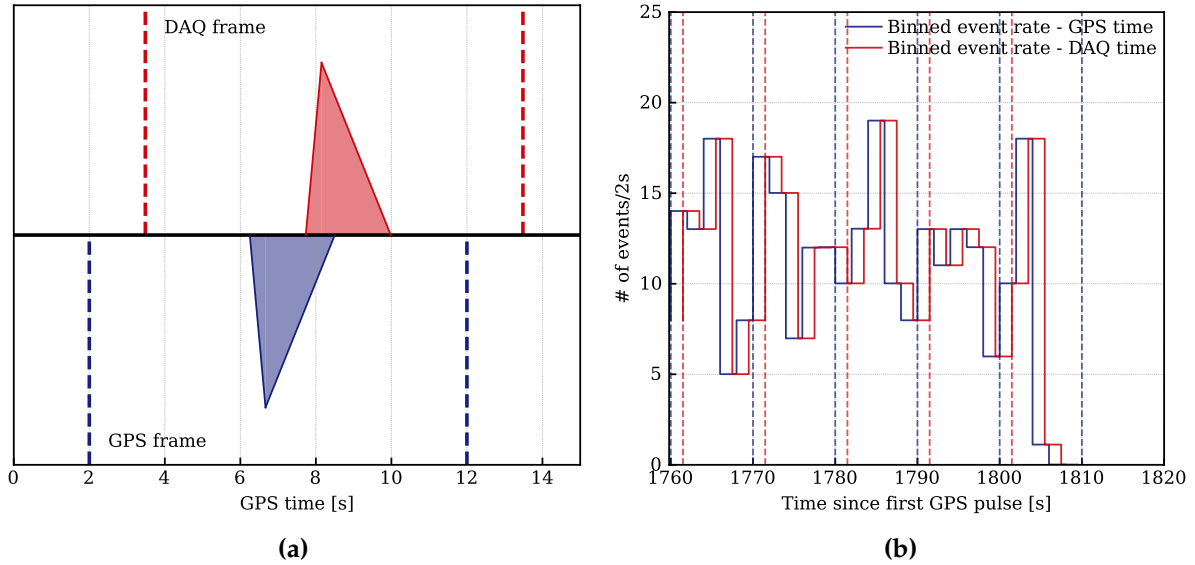 DAQ frame
GPS frame
0 2 4 6 8 10 12 14
GPS time [s]
(a)
25
20
15
10
5
0
# of events/2s
Binned event rate - GPS time
Binned event rate - DAQ time
1760 1770 1780 1790 1800 1810 1820
Time since first GPS pulse [s]
(b)